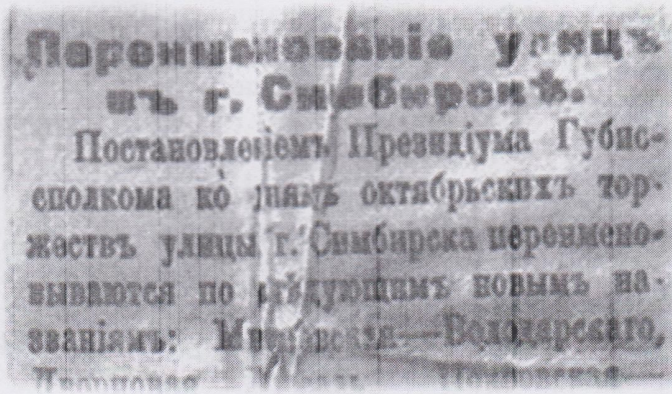 Переименованіе улицъ
въ г. Симбирскѣ.
Постановленіемъ Президіума Губис-
полкома ко днямъ октябрьскихъ тор-
жествъ улицы г. Симбирска переимено-
вываются по слѣдующимъ новымъ на-
званіямъ: —Володарскаго,